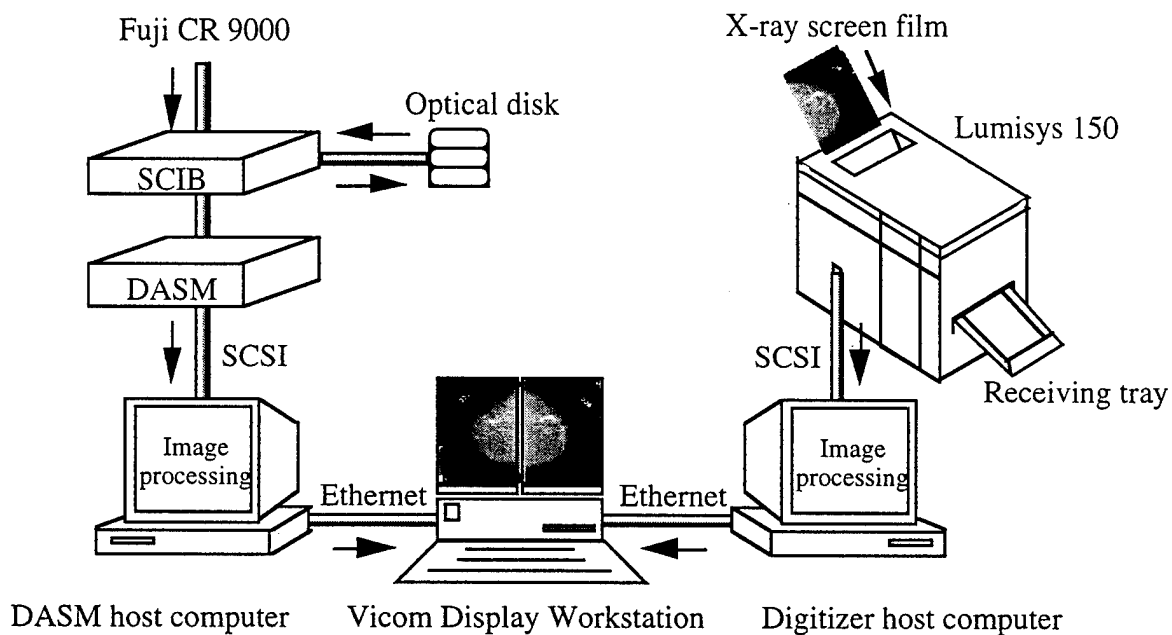 Fuji CR 9000
X-ray screen film
Optical disk
Lumisys 150
SCIB
DASM
SCSI
SCSI
Receiving tray
Image
processing
Image
processing
Ethernet
Ethernet
DASM host computer
Vicom Display Workstation
Digitizer host computer